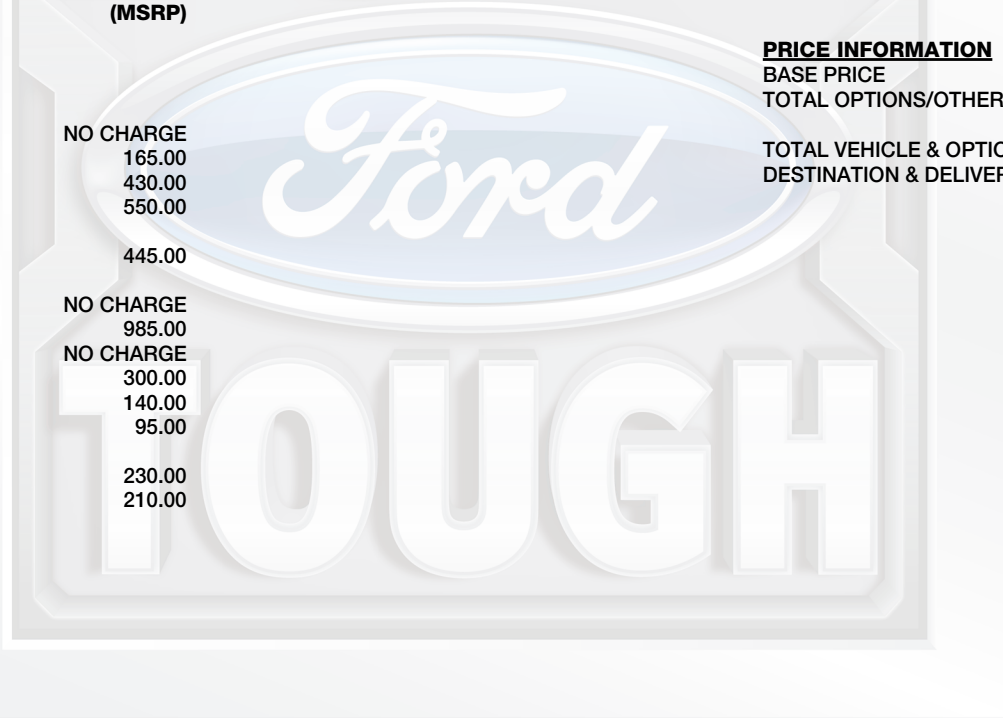 (MSRP)
NO CHARGE
165.00
430.00
550.00
445.00
NO CHARGE
985.00
NO CHARGE
300.00
140.00
95.00
230.00
210.00
PRICE INFORMATION
BASE PRICE
TOTAL OPTIONS/OTHER
TOTAL VEHICLE & OPTIO
DESTINATION & DELIVER
Ford
TOUGH